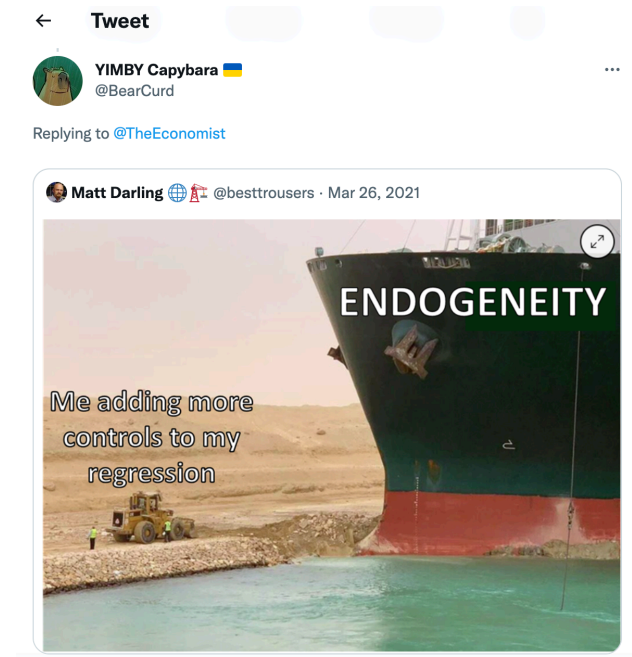 Tweet
YIMBY Capybara
@BearCurd
Replying to @TheEconomist
Matt Darling @besttrousers · Mar 26, 2021
ENDOGENEITY
Me adding more
controls to my
regression